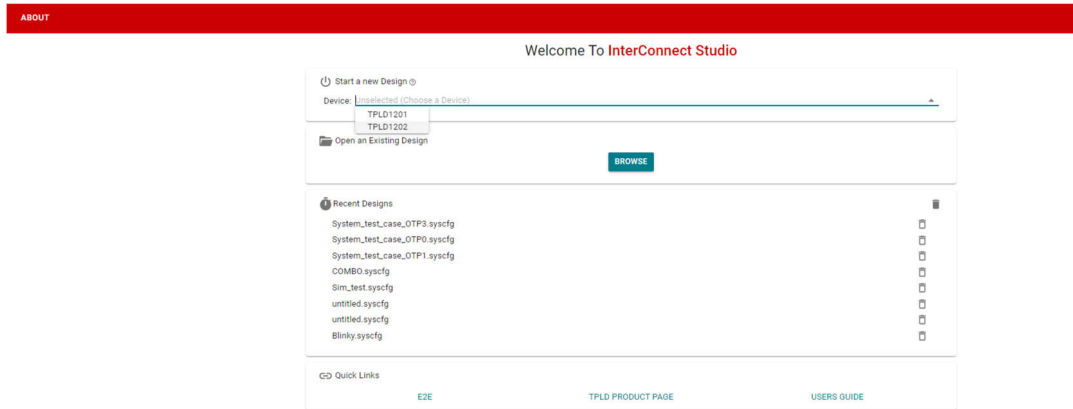 ABOUT
Welcome To InterConnect Studio
Start a new Design
Device: Unselected (Choose a Device)
TPLD1201
TPLD1202
Open an Existing Design
BROWSE
Recent Designs
System_test_case_OTP3.syscfg
System_test_case_OTP0.syscfg
System_test_case_OTP1.syscfg
COMBO.syscfg
Sim_test.syscfg
untitled.syscfg
untitled.syscfg
Blinky.syscfg
Quick Links
E2E TPLD PRODUCT PAGE USERS GUIDE